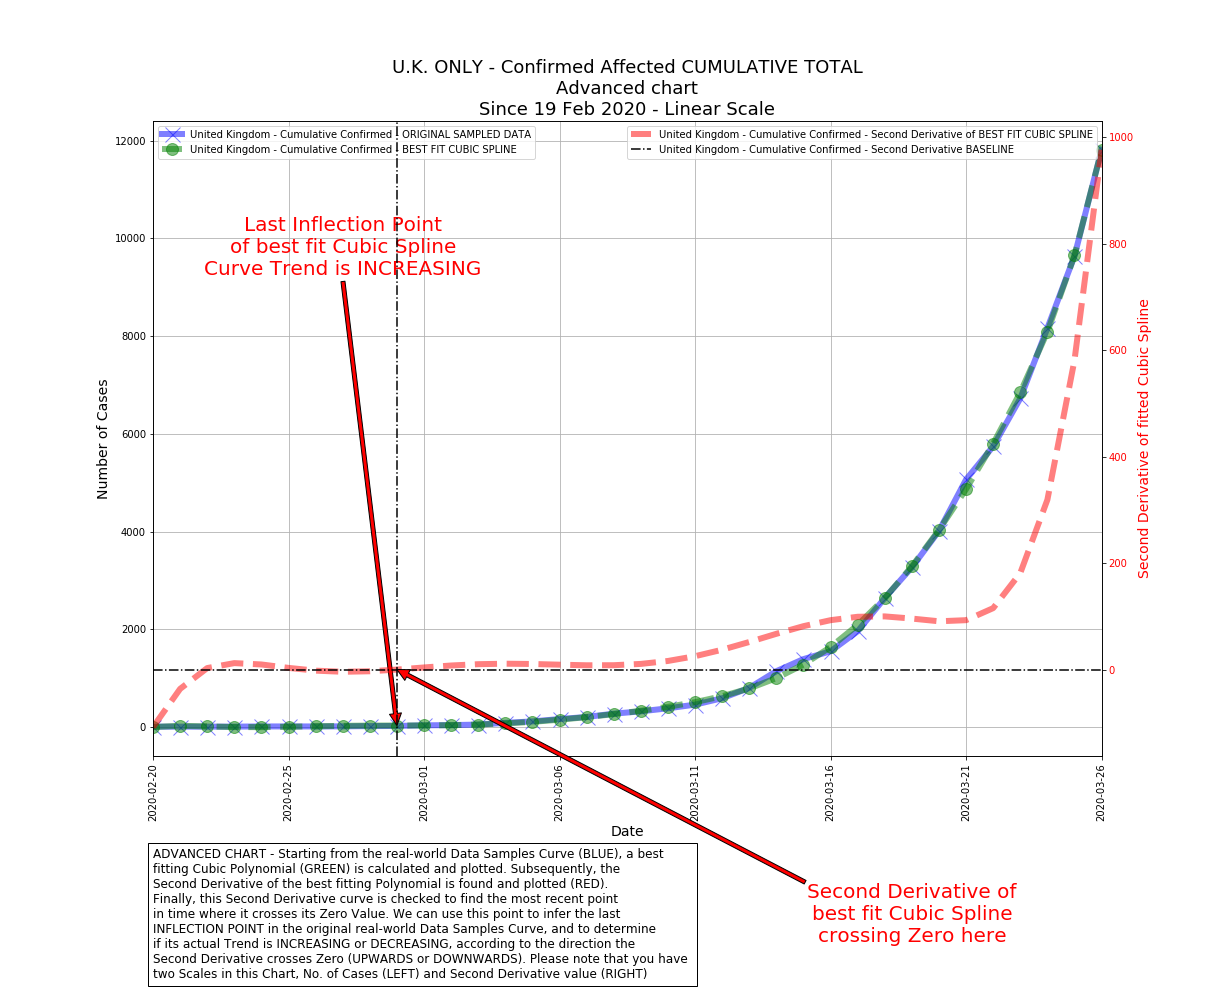 U.K. ONLY - Confirmed Affected CUMULATIVE TOTAL
Advanced chart
Since 19 Feb 2020 - Linear Scale
United Kingdom - Cumulative Confirmed - ORIGINAL SAMPLED DATA
United Kingdom - Cumulative Confirmed - BEST FIT CUBIC SPLINE
United Kingdom - Cumulative Confirmed - Second Derivative of BEST FIT CUBIC SPLINE
United Kingdom - Cumulative Confirmed - Second Derivative BASELINE
Last Inflection Point
of best fit Cubic Spline
Curve Trend is INCREASING
Number of Cases
12000
10000
8000
6000
4000
2000
0
1000
800
600
400
200
0
Second Derivative of fitted Cubic Spline
2020-02-20
2020-02-25
2020-03-01
2020-03-06
2020-03-11
2020-03-16
2020-03-21
2020-03-26
Date
ADVANCED CHART - Starting from the real-world Data Samples Curve (BLUE), a best
fitting Cubic Polynomial (GREEN) is calculated and plotted. Subsequently, the
Second Derivative of the best fitting Polynomial is found and plotted (RED).
Finally, this Second Derivative curve is checked to find the most recent point
in time where it crosses its Zero Value. We can use this point to infer the last
INFLECTION POINT in the original real-world Data Samples Curve, and to determine
if its actual Trend is INCREASING or DECREASING, according to the direction the
Second Derivative crosses Zero (UPWARDS or DOWNWARDS). Please note that you have
two Scales in this Chart, No. of Cases (LEFT) and Second Derivative value (RIGHT)
Second Derivative of
best fit Cubic Spline
crossing Zero here